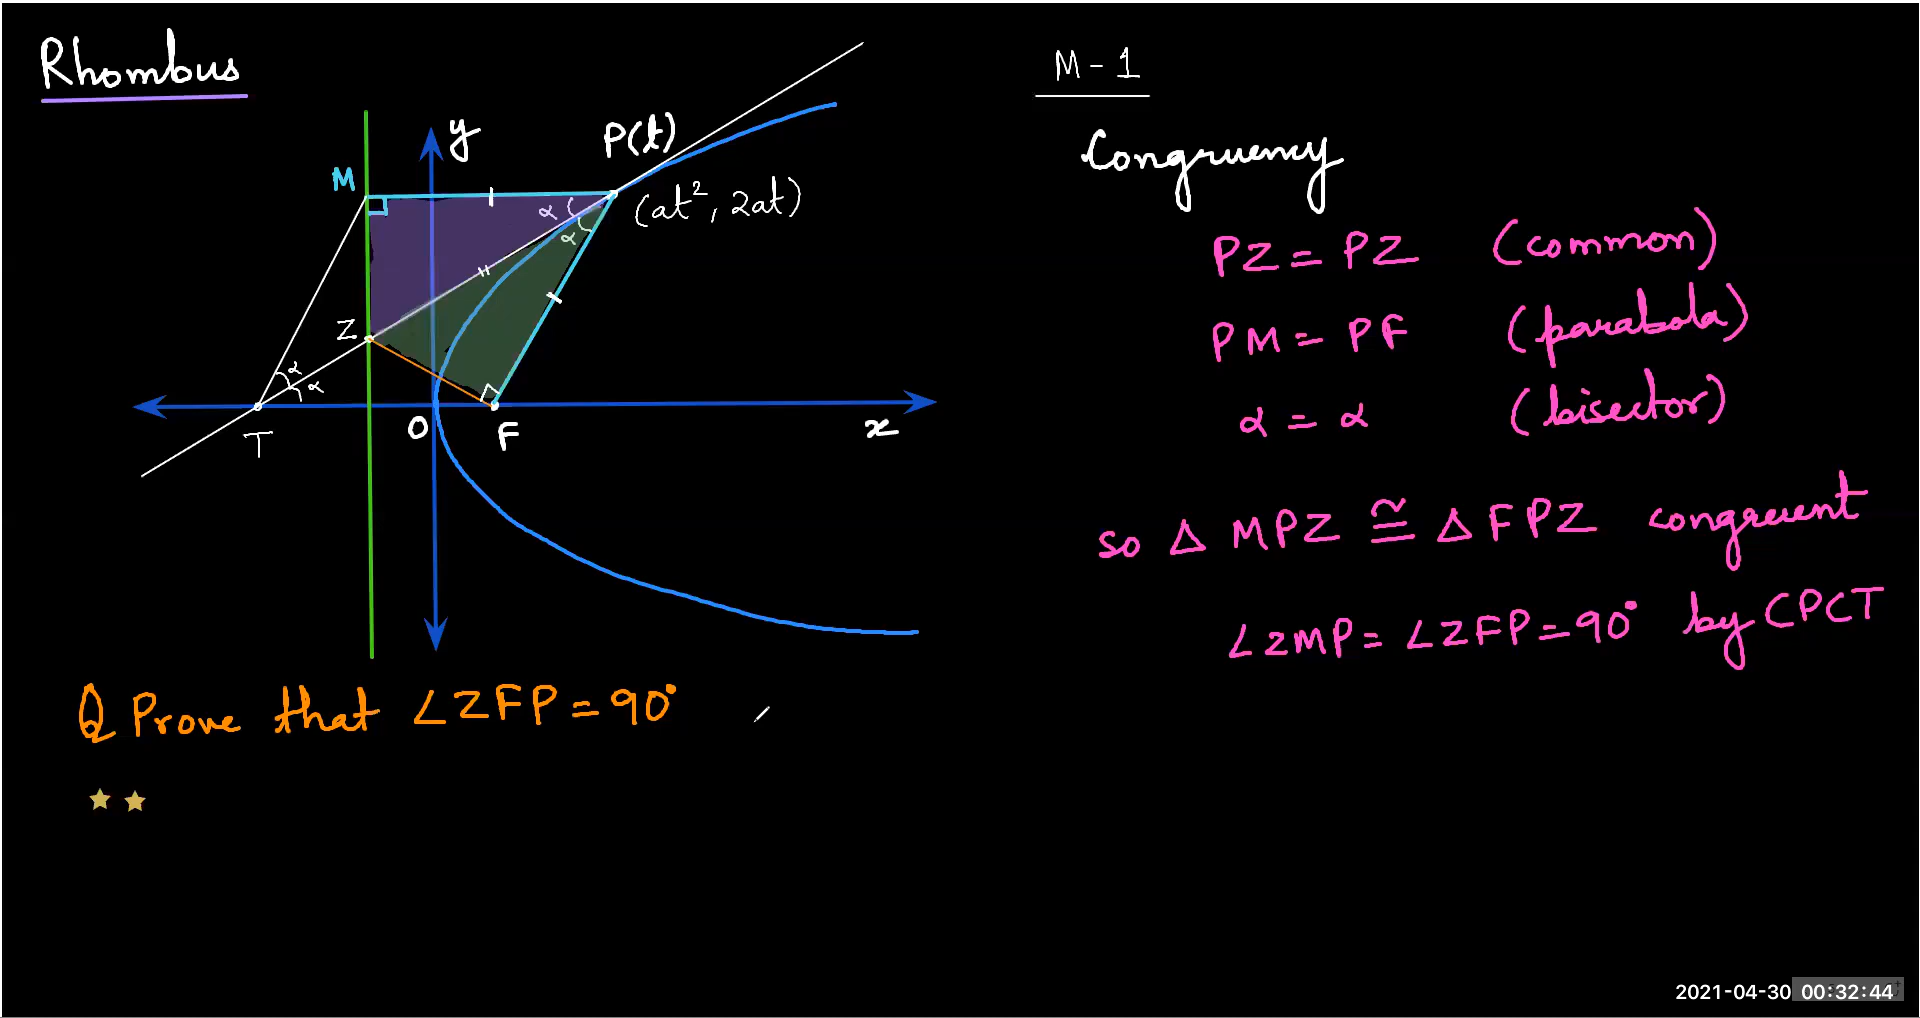 Rhombus
y
P(t)
M
α
(at², 2at)
α
Z
α
α
T
O
F
x
Q Prove that ∠ZFP = 90°
M - 1
Congruency
PZ = PZ (common)
PM = PF (parabola)
α = α (bisector)
so △ MPZ ≅ △ FPZ congruent
∠ZMP = ∠ZFP = 90° by CPCT
2021-04-30 00:32:44